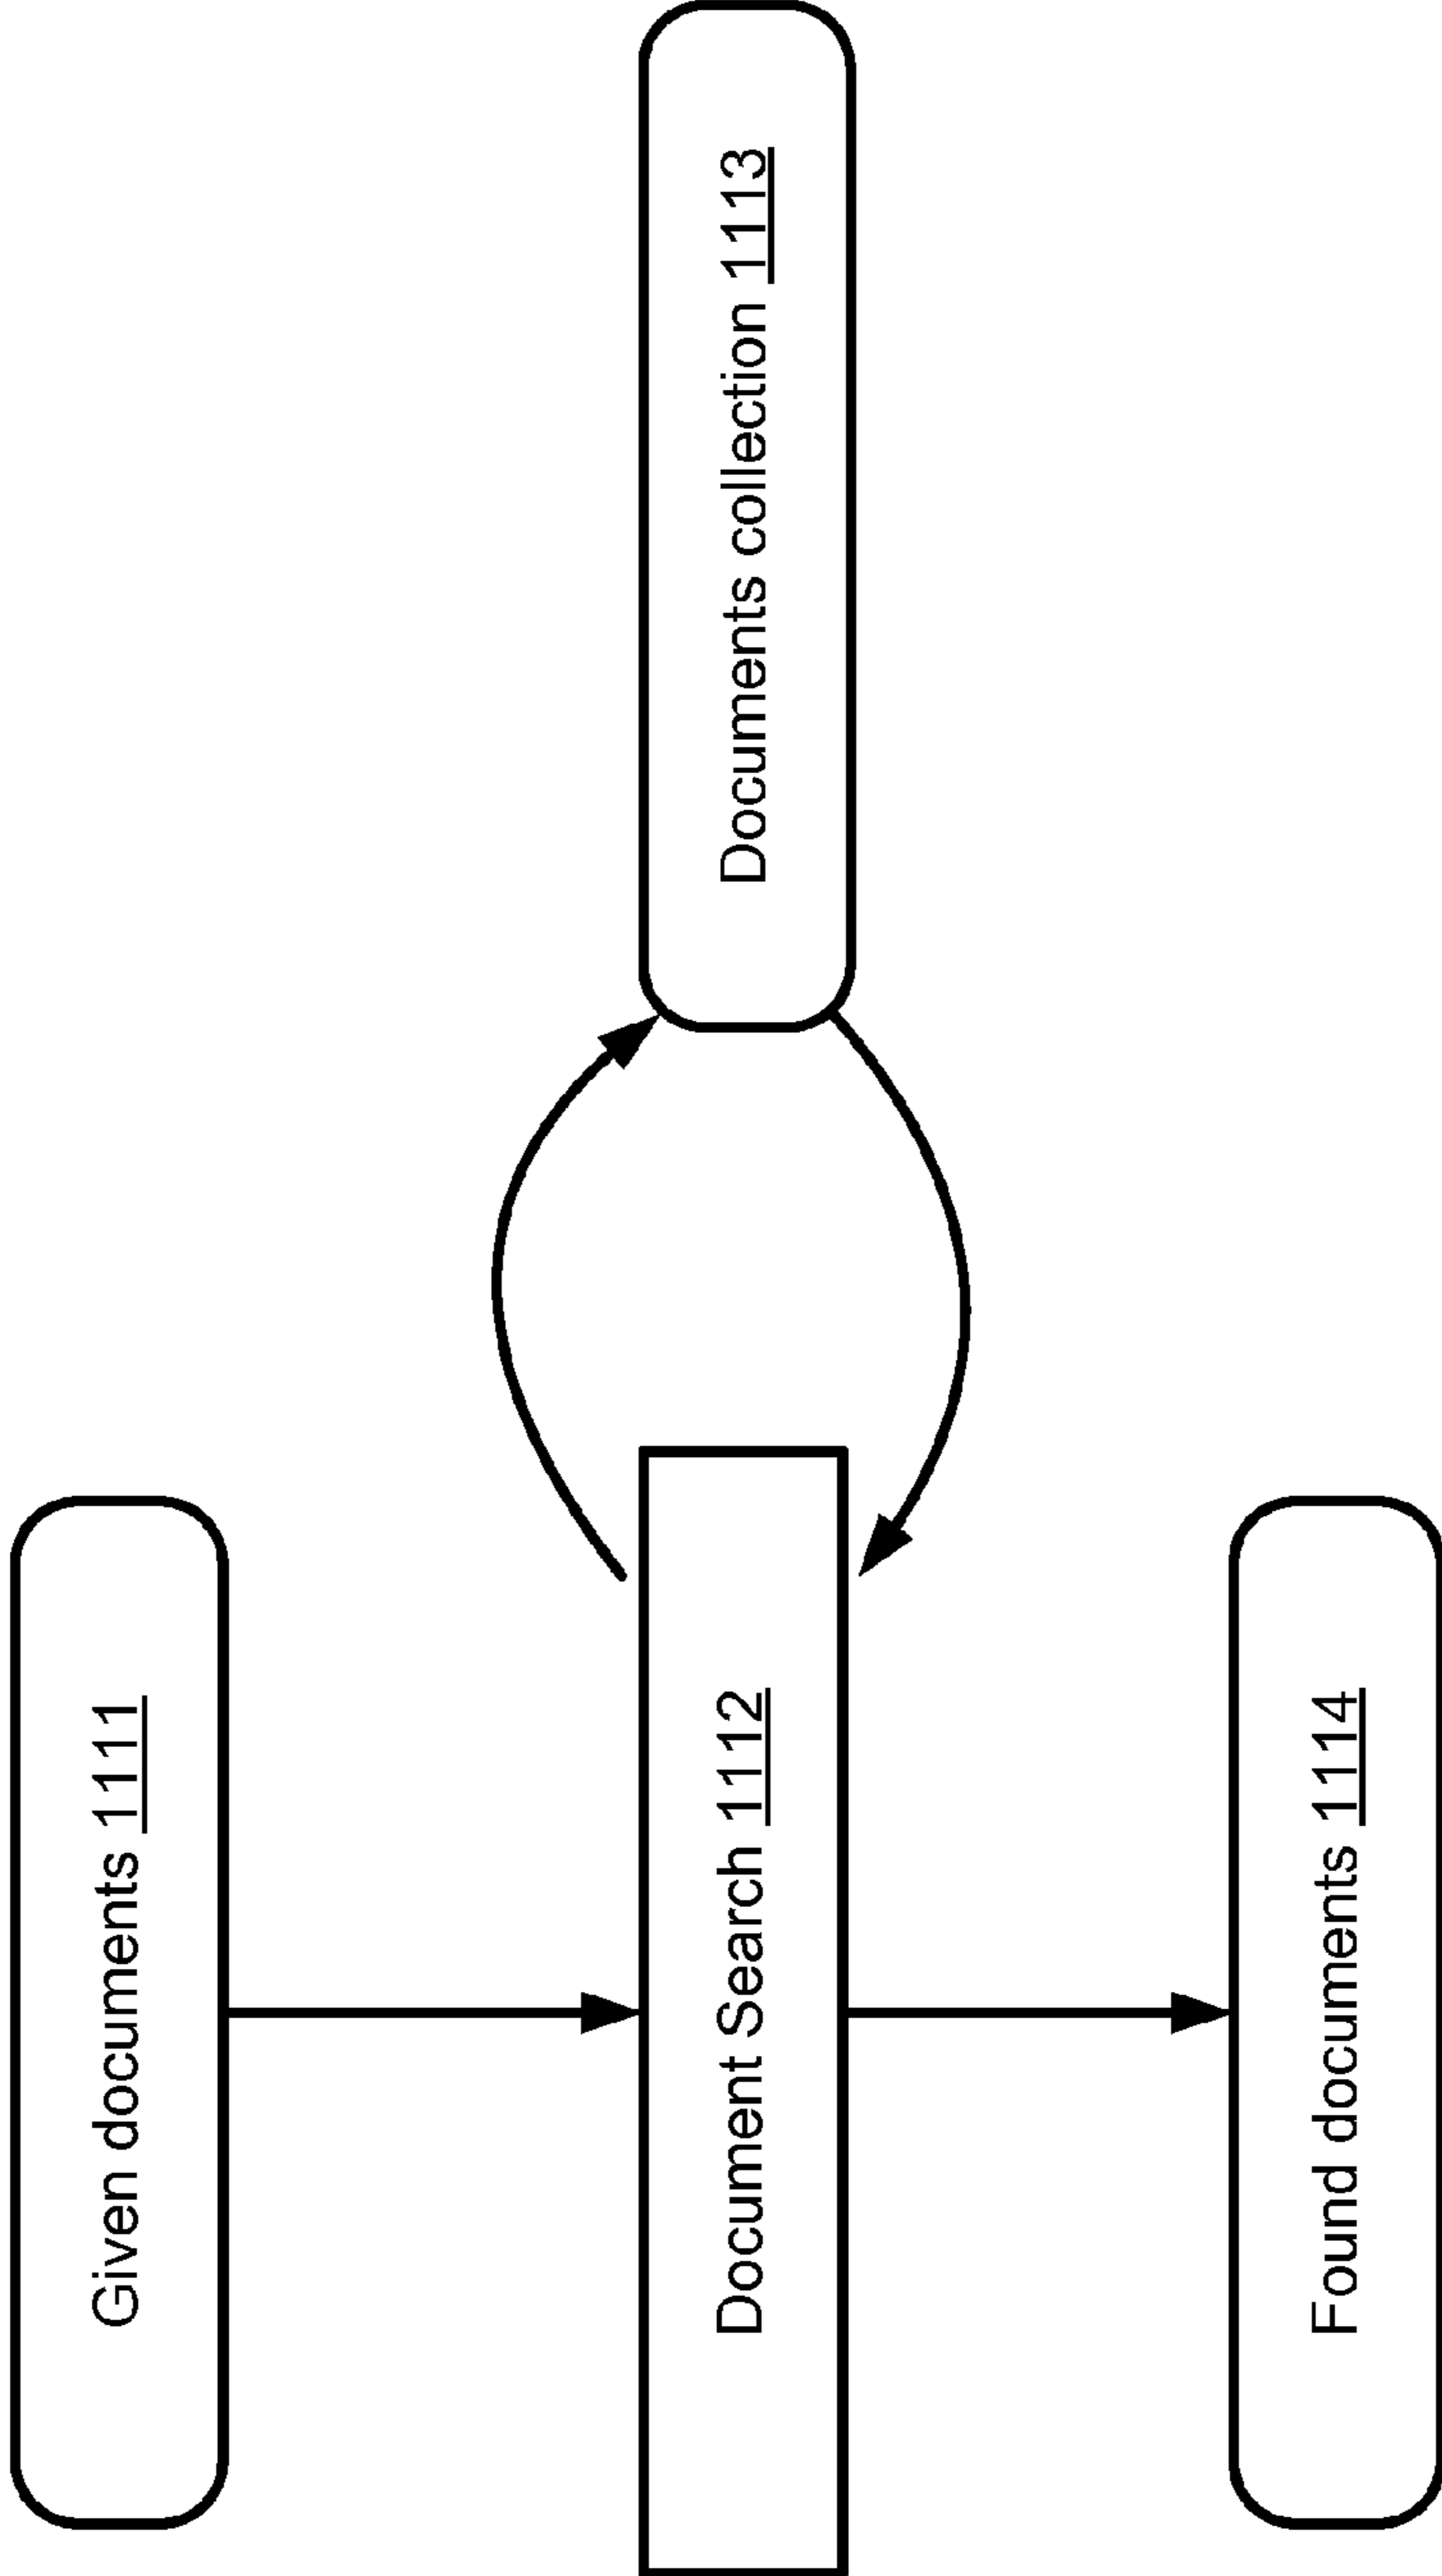 Given documents 1111
Document Search 1112
Documents collection 1113
Found documents 1114